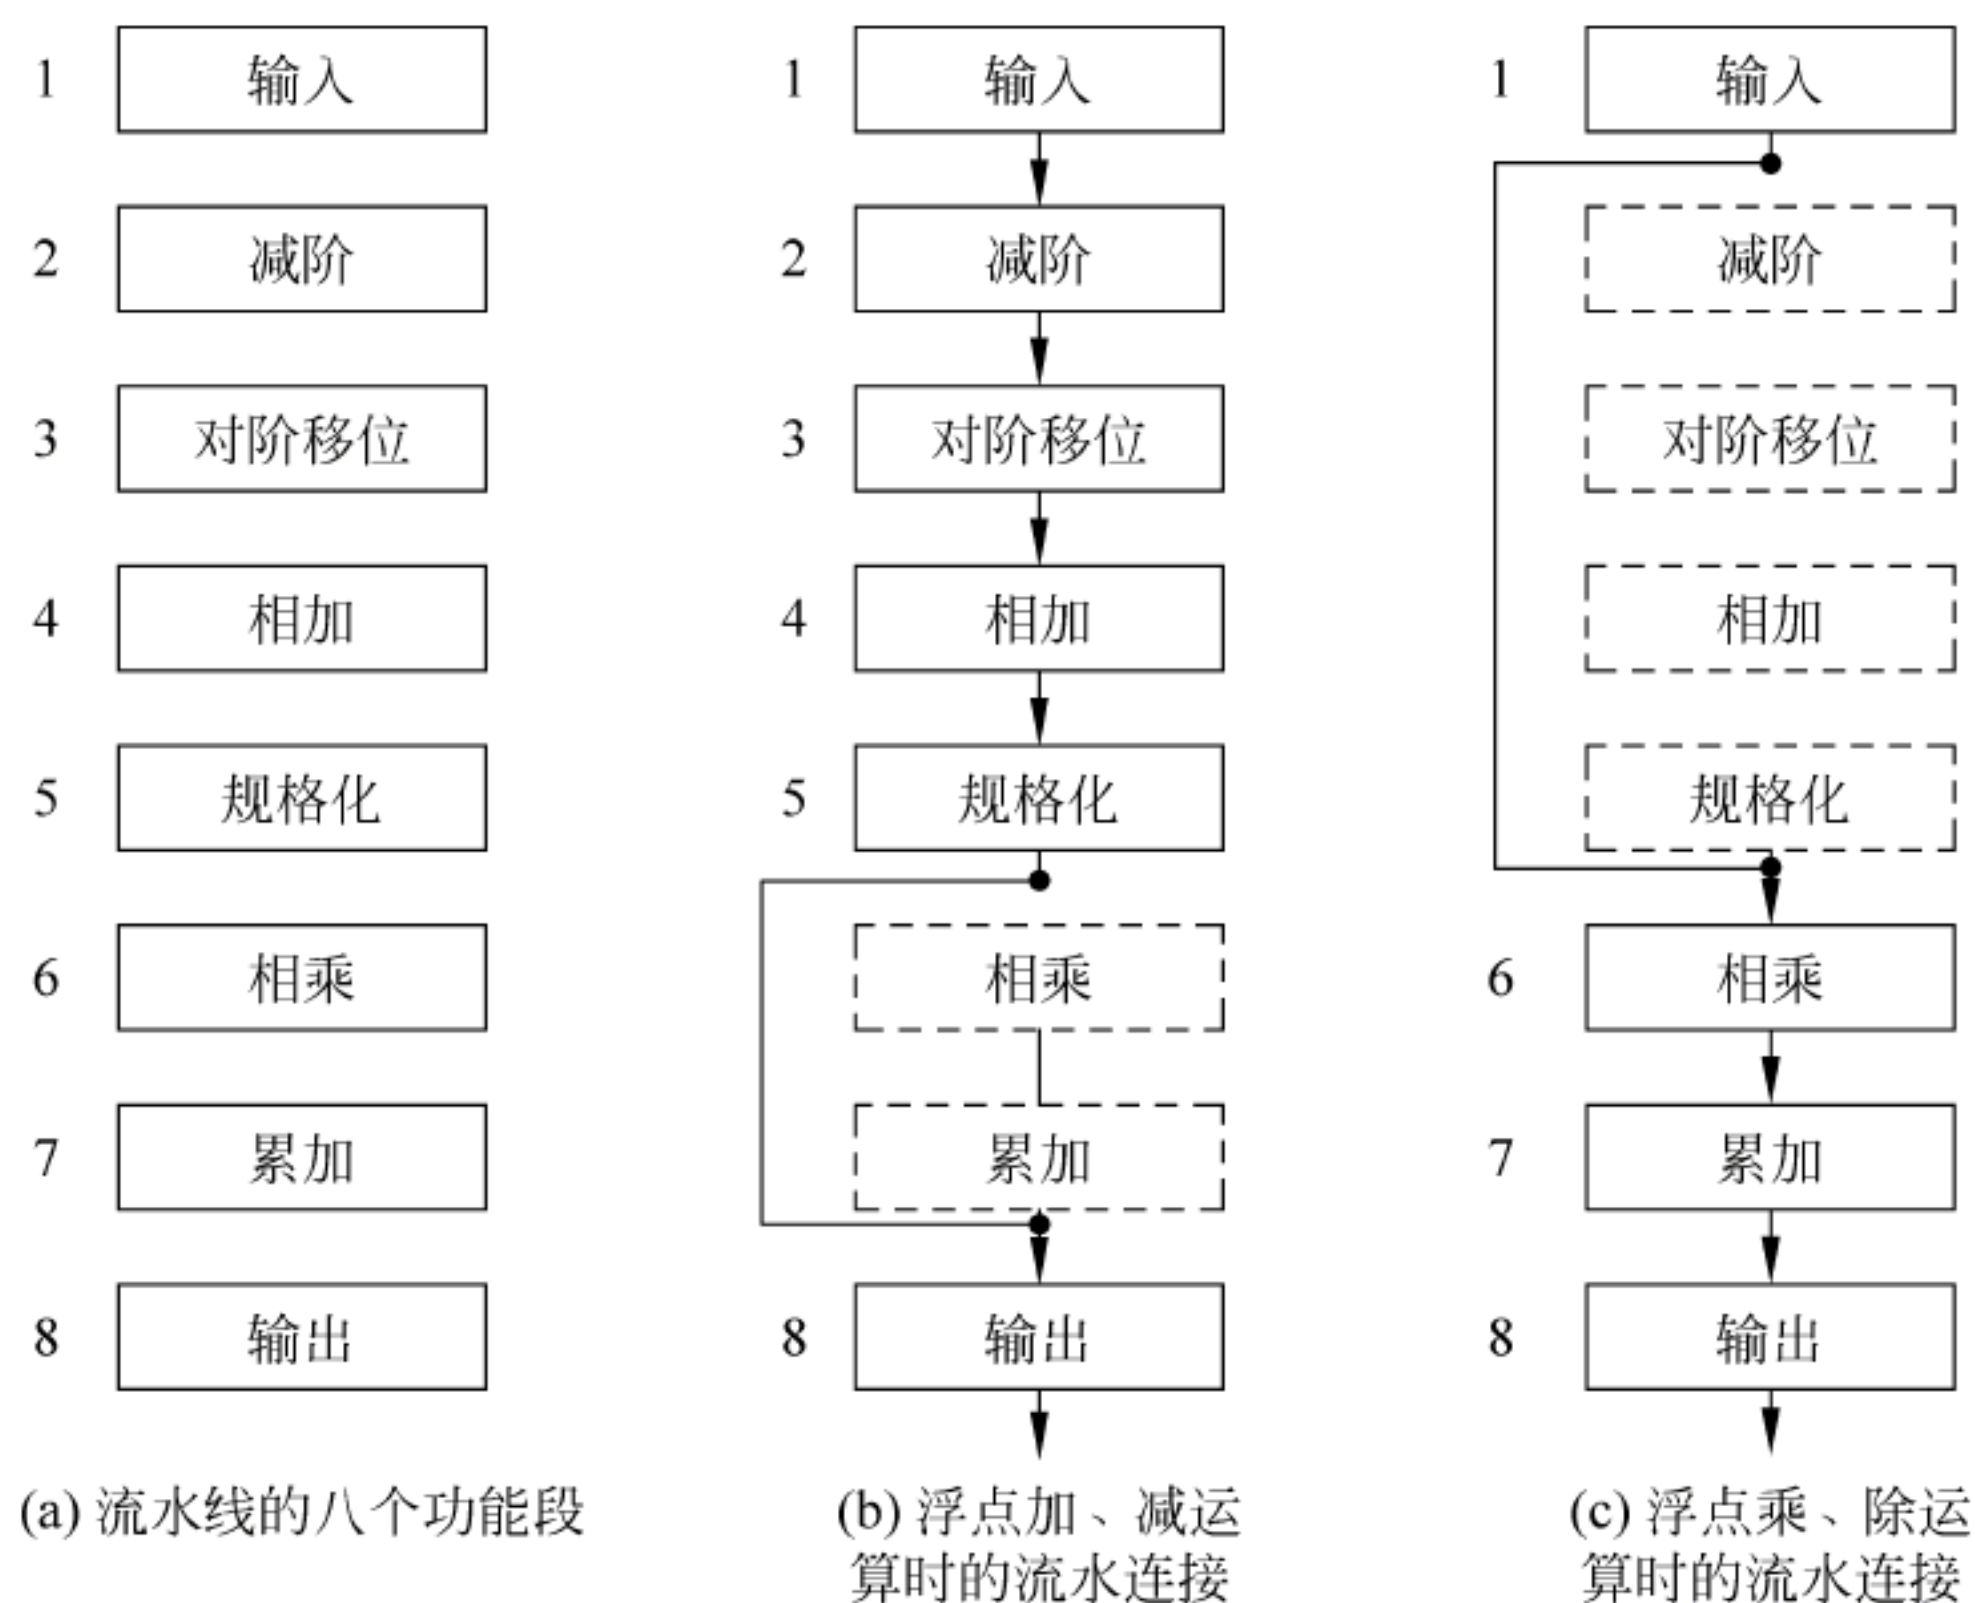 1 输入
2 减阶
3 对阶移位
4 相加
5 规格化
6 相乘
7 累加
8 输出
(a) 流水线的八个功能段
1 输入
2 减阶
3 对阶移位
4 相加
5 规格化
相乘
累加
8 输出
(b) 浮点加、减运
算时的流水连接
1 输入
减阶
对阶移位
相加
规格化
6 相乘
7 累加
8 输出
(c) 浮点乘、除运
算时的流水连接